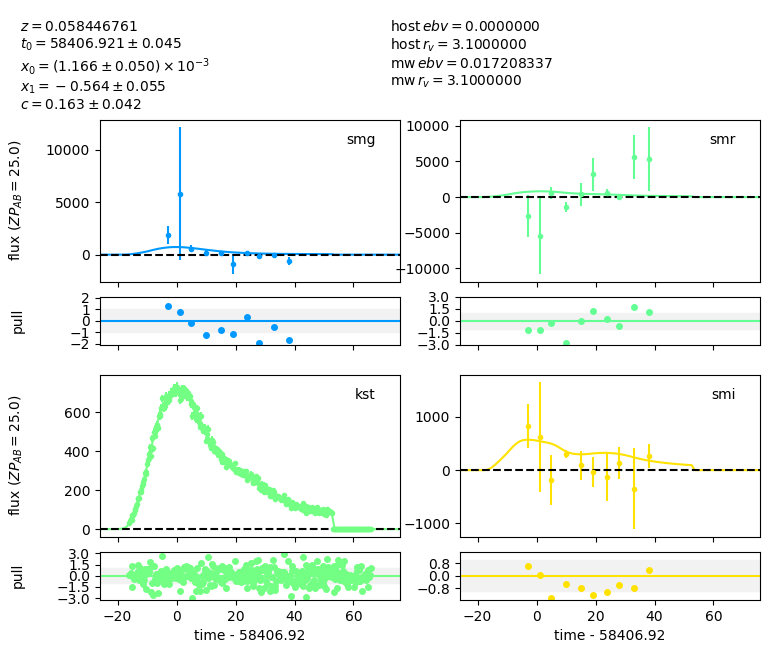 z = 0.058446761
t₀ = 58406.921 ± 0.045
x₀ = (1.166 ± 0.050) × 10⁻³
x₁ = −0.564 ± 0.055
c = 0.163 ± 0.042
host ebv = 0.0000000
host r_v = 3.1000000
mw ebv = 0.017208337
mw r_v = 3.1000000
flux (ZP_AB = 25.0)
10000
5000
0
smg
10000
5000
0
−5000
−10000
smr
pull
2
1
0
−1
−2
3.0
1.5
0.0
−1.5
−3.0
flux (ZP_AB = 25.0)
600
400
200
0
kst
1000
0
−1000
smi
pull
3.0
1.5
0.0
−1.5
−3.0
−20 0 20 40 60
time - 58406.92
0.8
0.0
−0.8
−20 0 20 40 60
time - 58406.92